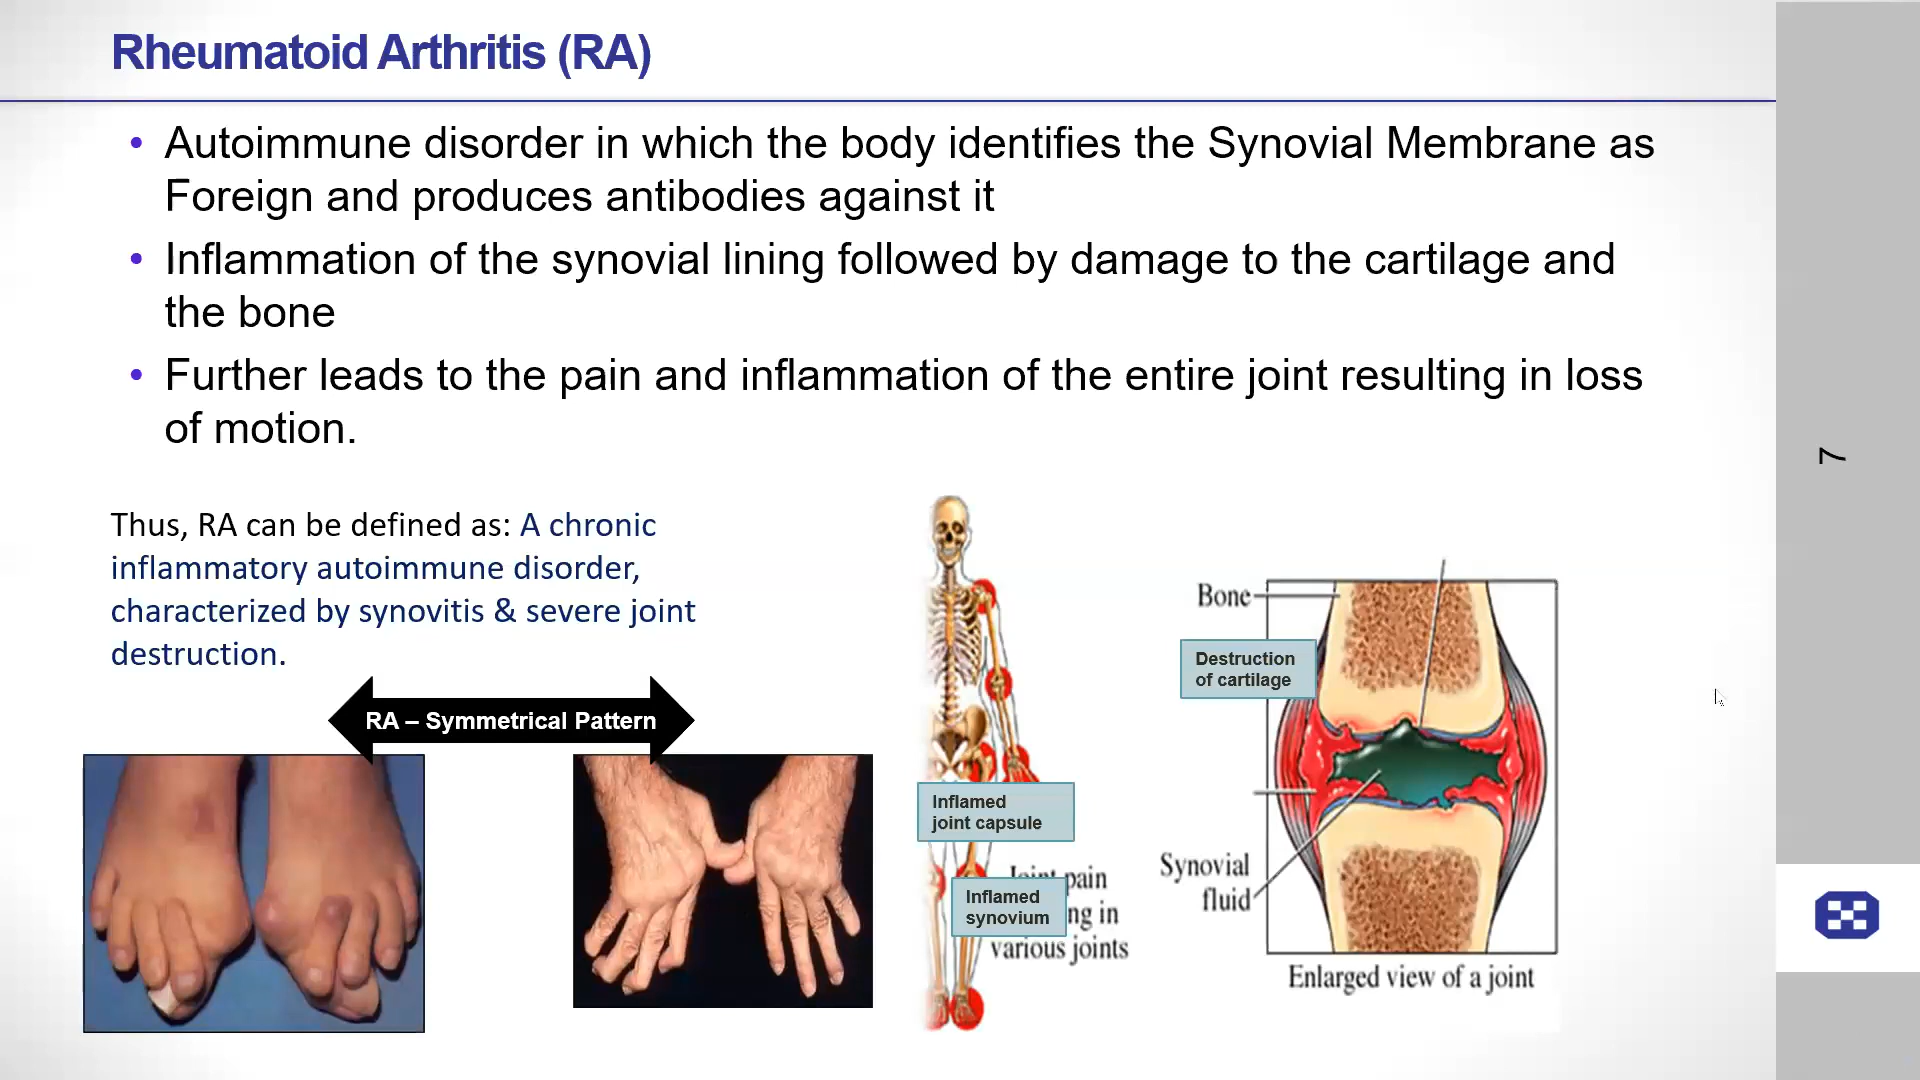 Rheumatoid Arthritis (RA)
• Autoimmune disorder in which the body identifies the Synovial Membrane as
Foreign and produces antibodies against it
• Inflammation of the synovial lining followed by damage to the cartilage and
the bone
• Further leads to the pain and inflammation of the entire joint resulting in loss
of motion.
7
Thus, RA can be defined as: A chronic
inflammatory autoimmune disorder,
characterized by synovitis & severe joint
destruction.
RA – Symmetrical Pattern
Bone
Destruction
of cartilage
Inflamed
joint capsule
Inflamed
synovium
pain
ng in
various joints
Synovial
fluid
Enlarged view of a joint